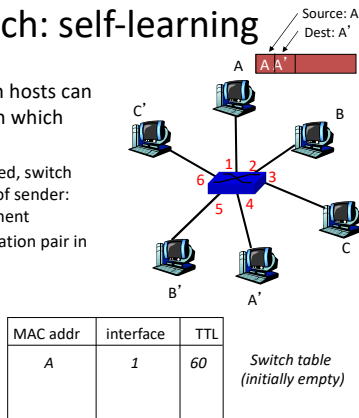 ch: self-learning
Source: A
Dest: A’
A A’
A
n hosts can
n which
C’
B
ed, switch
of sender:
nent
ation pair in
1
2
3
6
5
4
C
B’
A’
MAC addr interface TTL
A 1 60
Switch table
(initially empty)